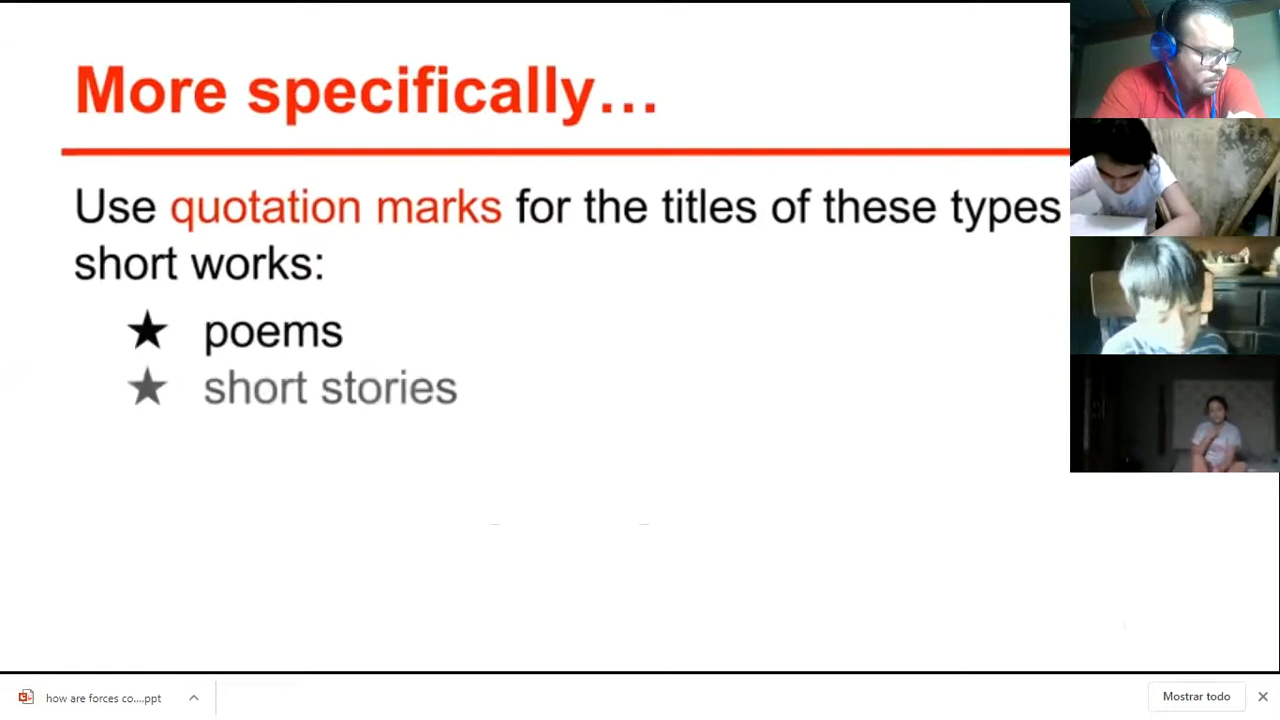 More specifically…
Use quotation marks for the titles of these types
short works:
★ poems
★ short stories
how are forces co....ppt
Mostrar todo